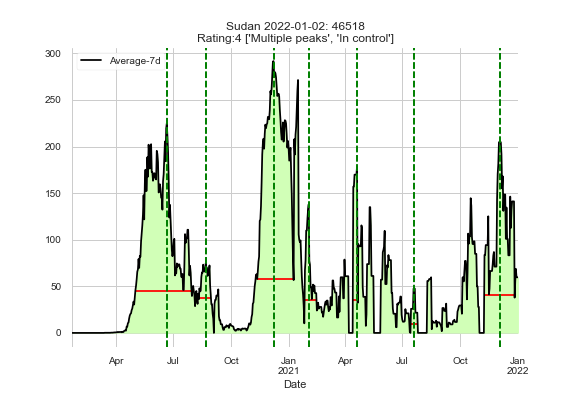 Sudan 2022-01-02: 46518
Rating:4 ['Multiple peaks', 'In control']
Average-7d
300
250
200
150
100
50
0
Apr Jul Oct Jan Apr Jul Oct Jan
2021 2022
Date